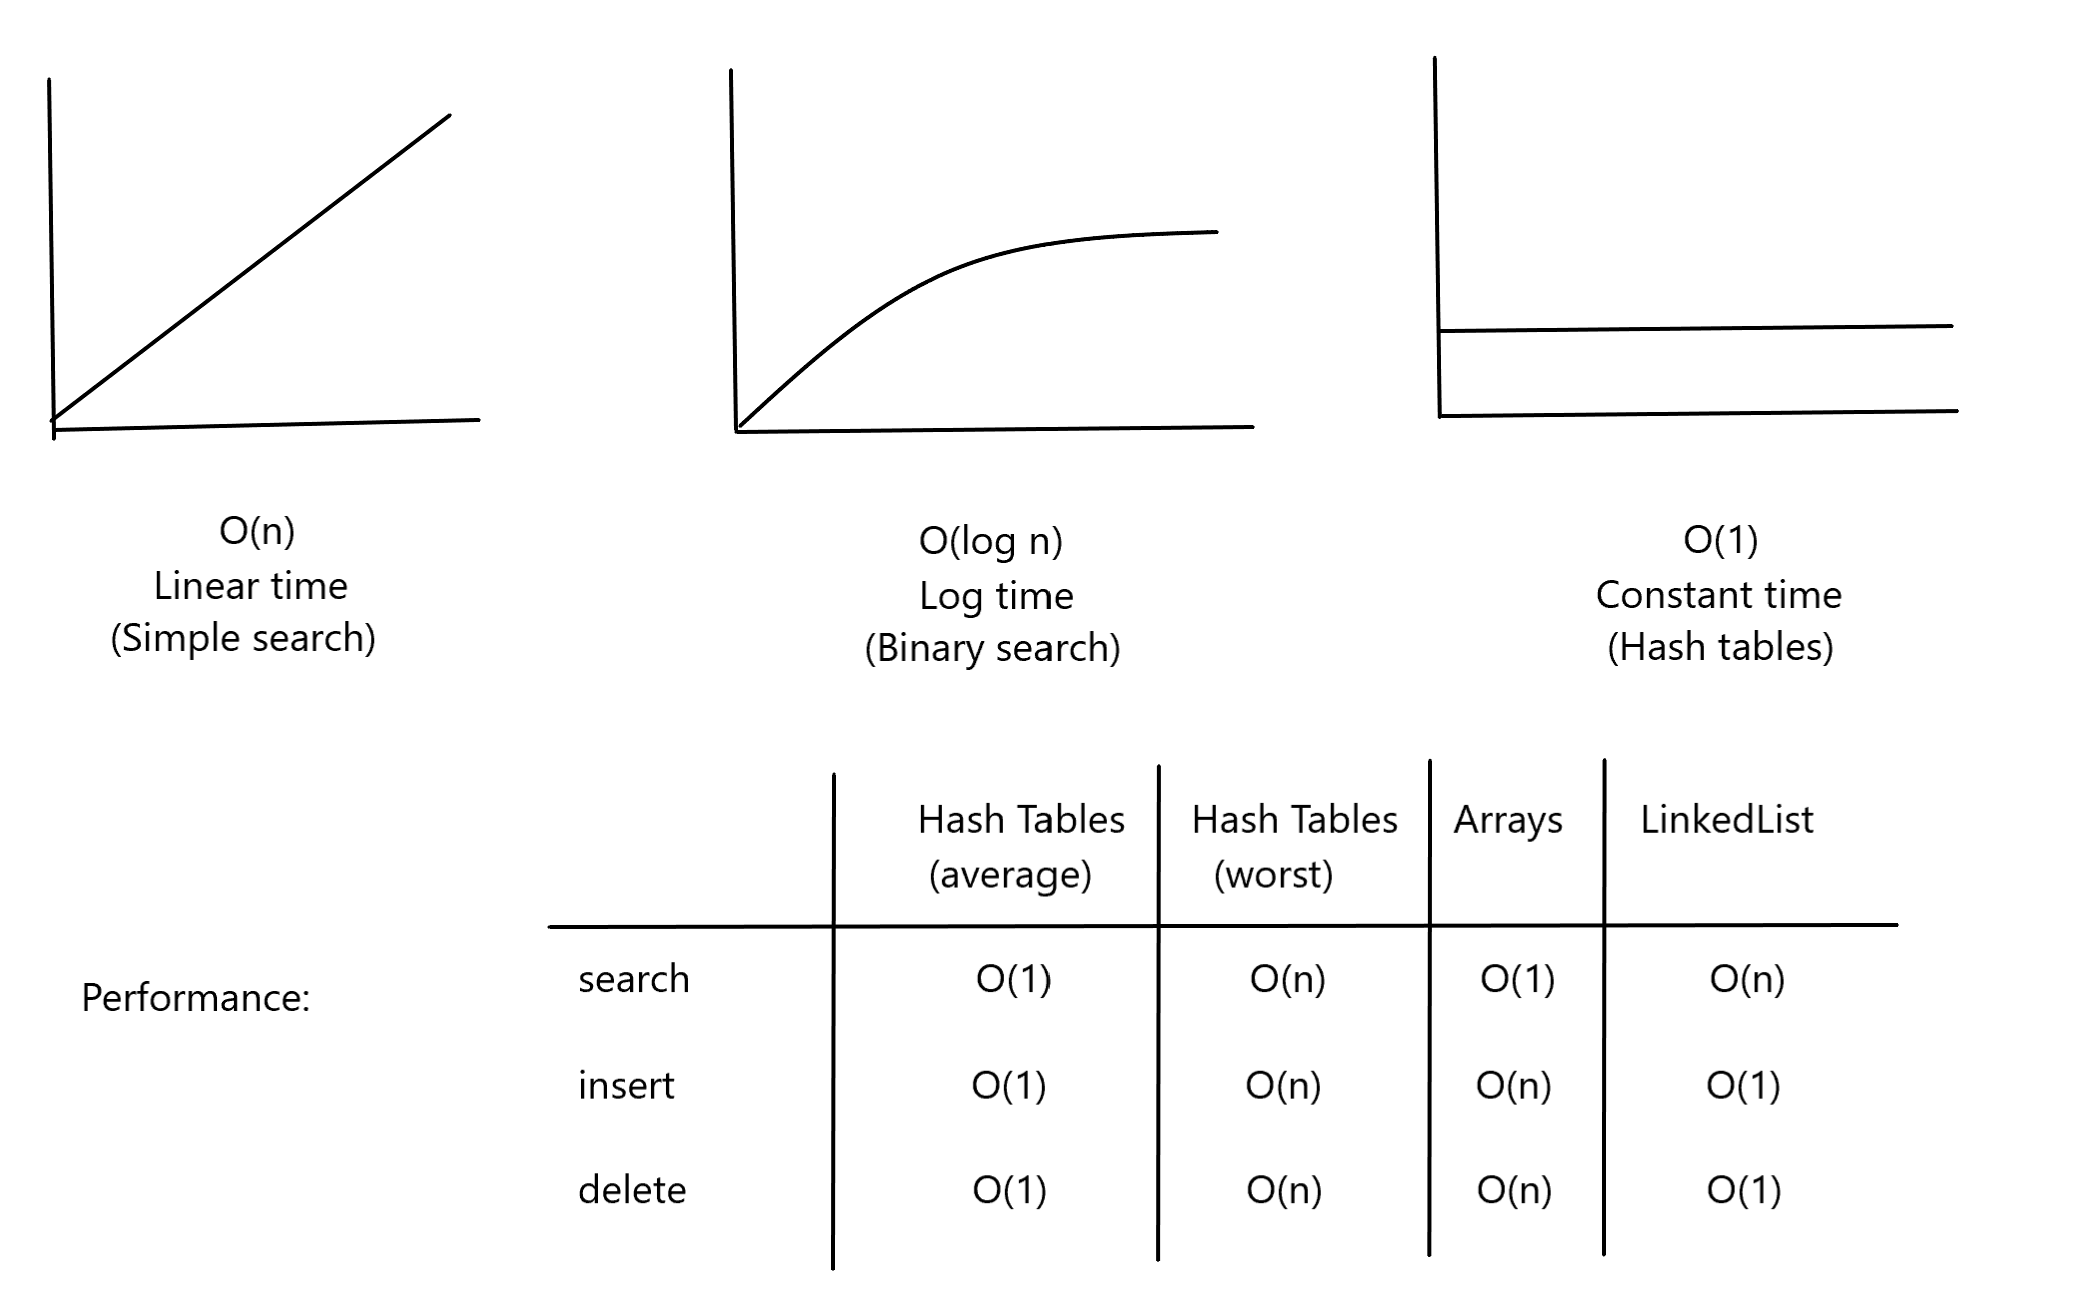 O(n)
Linear time
(Simple search)
O(log n)
Log time
(Binary search)
O(1)
Constant time
(Hash tables)
Hash Tables (average) Hash Tables (worst) Arrays LinkedList
Performance:
search O(1) O(n) O(1) O(n)
insert O(1) O(n) O(n) O(1)
delete O(1) O(n) O(n) O(1)